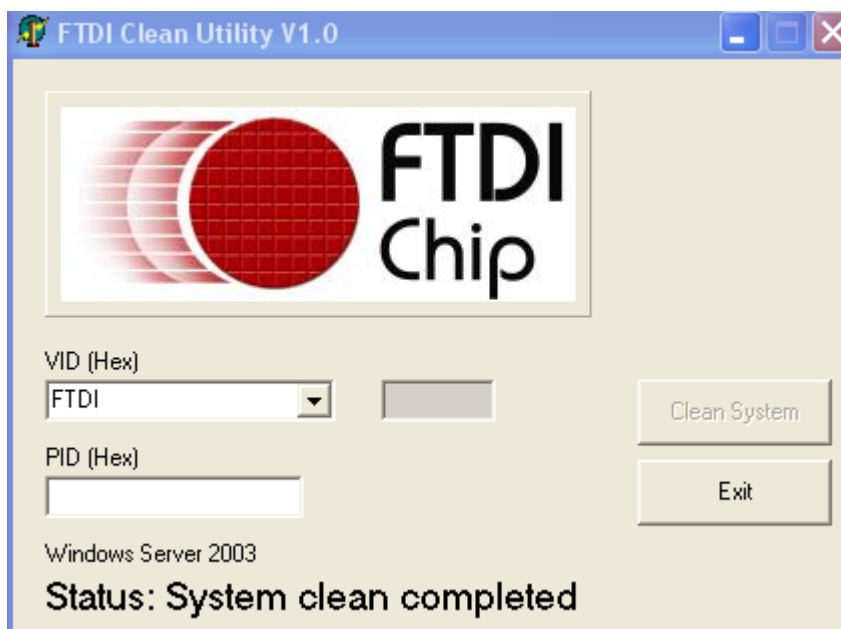 FTDI Clean Utility V1.0
FTDI
Chip
VID (Hex)
FTDI
Clean System
PID (Hex)
Exit
Windows Server 2003
Status: System clean completed